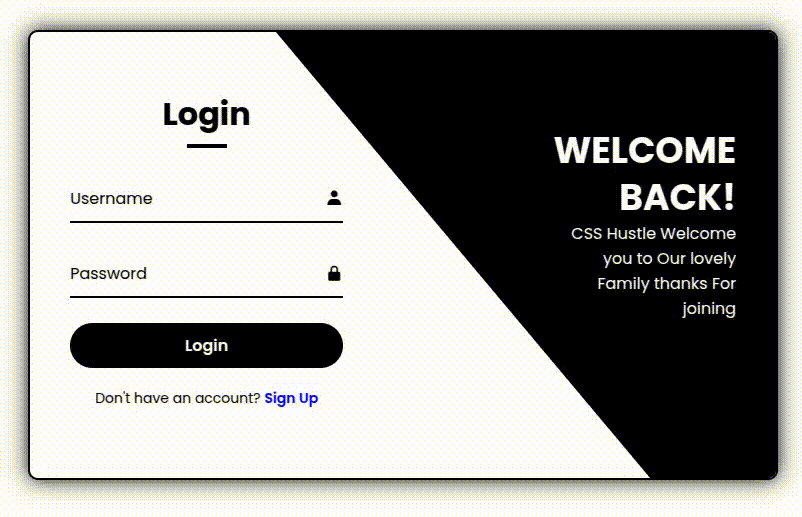 Login
Username
Password
Login
Don't have an account? Sign Up
WELCOME
BACK!
CSS Hustle Welcome
you to Our lovely
Family thanks For
joining